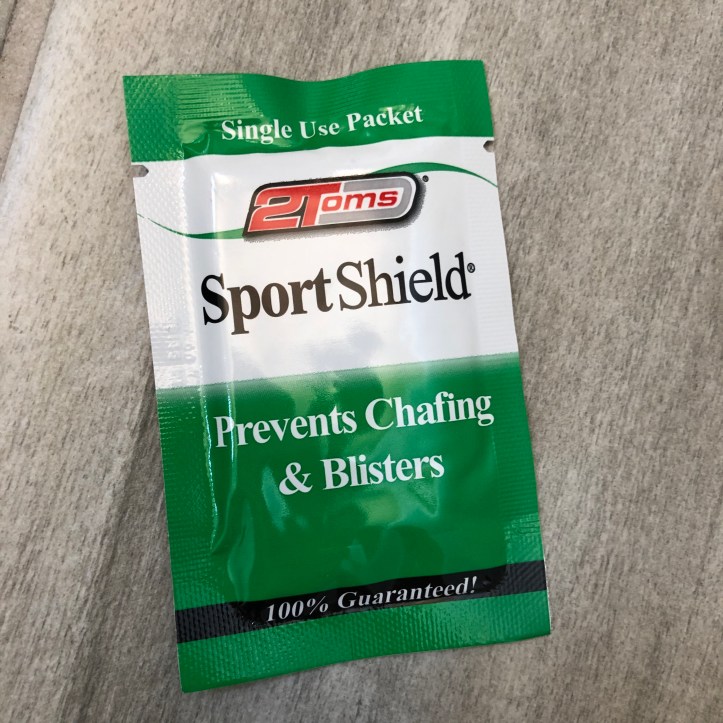 Single Use Packet
2Toms®
SportShield®
Prevents Chafing
& Blisters
100% Guaranteed!